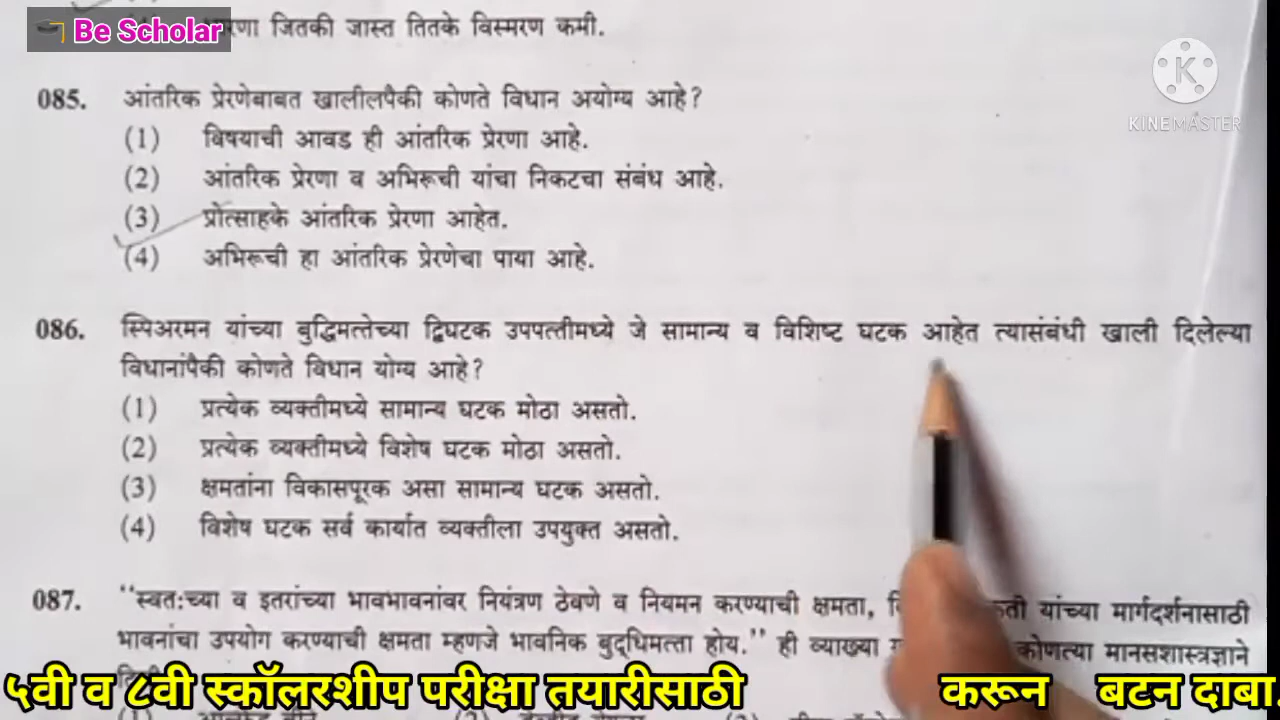 Be Scholar
रणा जितकी जास्त तितके विस्मरण कमी.
KINEMASTER
085. आंतरिक प्रेरणेबाबत खालीलपैकी कोणते विधान अयोग्य आहे?
(1) विषयाची आवड ही आंतरिक प्रेरणा आहे.
(2) आंतरिक प्रेरणा व अभिरूची यांचा निकटचा संबंध आहे.
(3) प्रोत्साहके आंतरिक प्रेरणा आहेत.
(4) अभिरूची हा आंतरिक प्रेरणेचा पाया आहे.
086. स्पिअरमन यांच्या बुद्धिमत्तेच्या द्विघटक उपपत्तीमध्ये जे सामान्य व विशिष्ट घटक आहेत त्यासंबंधी खाली दिलेल्या
विधानांपैकी कोणते विधान योग्य आहे?
(1) प्रत्येक व्यक्तीमध्ये सामान्य घटक मोठा असतो.
(2) प्रत्येक व्यक्तीमध्ये विशेष घटक मोठा असतो.
(3) क्षमतांना विकासपूरक असा सामान्य घटक असतो.
(4) विशेष घटक सर्व कार्यात व्यक्तीला उपयुक्त असतो.
087. "स्वतःच्या व इतरांच्या भावभावनांवर नियंत्रण ठेवणे व नियमन करण्याची क्षमता, यांच्या मार्गदर्शनासाठी
भावनांचा उपयोग करण्याची क्षमता म्हणजे भावनिक बुद्धिमत्ता होय." ही व्याख्या कोणत्या मानसशास्त्रज्ञाने
५वी व ८वी स्कॉलरशीप परीक्षा तयारीसाठी करून बटन दाबा.
(1) (2) (3)